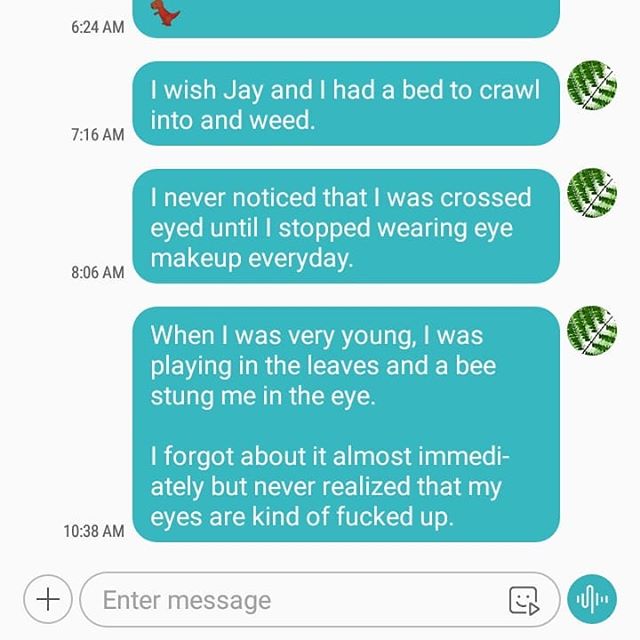 6:24 AM
I wish Jay and I had a bed to crawl
into and weed.
7:16 AM
I never noticed that I was crossed
eyed until I stopped wearing eye
makeup everyday.
8:06 AM
When I was very young, I was
playing in the leaves and a bee
stung me in the eye.
I forgot about it almost immedi-
ately but never realized that my
eyes are kind of fucked up.
10:38 AM
Enter message